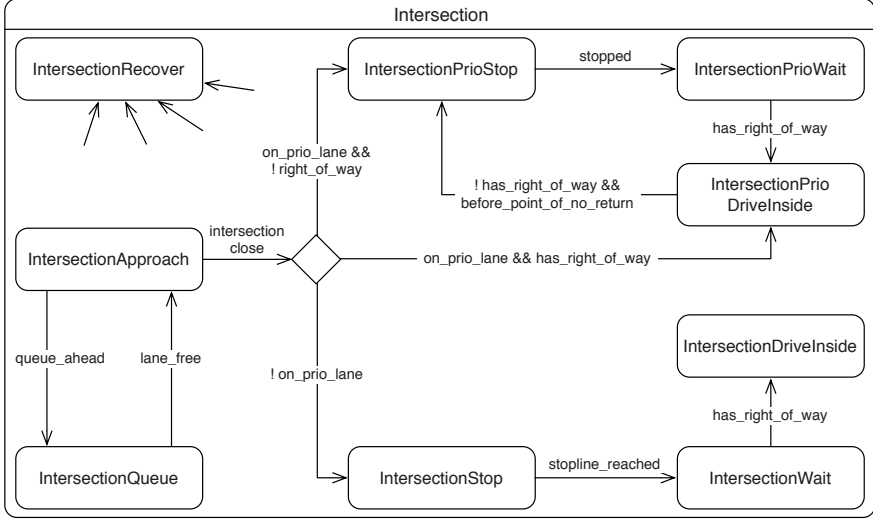 Intersection
IntersectionRecover
IntersectionPrioStop
stopped
IntersectionPrioWait
on_prio_lane &&
! right_of_way
has_right_of_way
! has_right_of_way &&
before_point_of_no_return
IntersectionPrio
DriveInside
IntersectionApproach
intersection
close
on_prio_lane && has_right_of_way
queue_ahead
lane_free
! on_prio_lane
IntersectionDriveInside
has_right_of_way
IntersectionQueue
IntersectionStop
stopline_reached
IntersectionWait